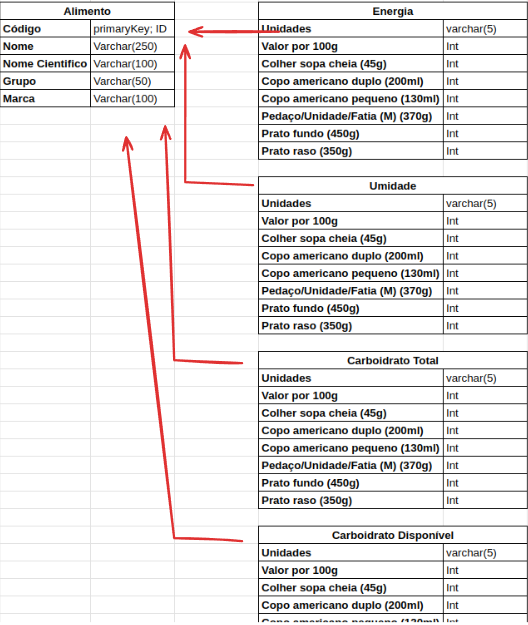 Alimento
Código primaryKey; ID
Nome Varchar(250)
Nome Cientifico Varchar(100)
Grupo Varchar(50)
Marca Varchar(100)
Energia
Unidades varchar(5)
Valor por 100g Int
Colher sopa cheia (45g) Int
Copo americano duplo (200ml) Int
Copo americano pequeno (130ml) Int
Pedaço/Unidade/Fatia (M) (370g) Int
Prato fundo (450g) Int
Prato raso (350g) Int
Umidade
Unidades varchar(5)
Valor por 100g Int
Colher sopa cheia (45g) Int
Copo americano duplo (200ml) Int
Copo americano pequeno (130ml) Int
Pedaço/Unidade/Fatia (M) (370g) Int
Prato fundo (450g) Int
Prato raso (350g) Int
Carboidrato Total
Unidades varchar(5)
Valor por 100g Int
Colher sopa cheia (45g) Int
Copo americano duplo (200ml) Int
Copo americano pequeno (130ml) Int
Pedaço/Unidade/Fatia (M) (370g) Int
Prato fundo (450g) Int
Prato raso (350g) Int
Carboidrato Disponível
Unidades varchar(5)
Valor por 100g Int
Colher sopa cheia (45g) Int
Copo americano duplo (200ml) Int
Copo americano pequeno (130ml) Int